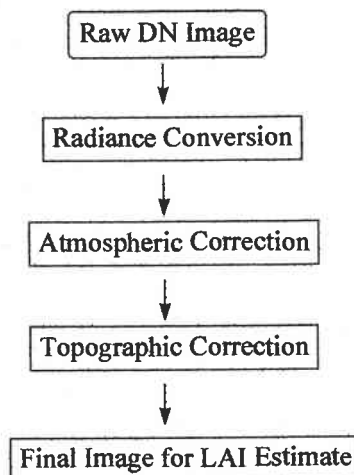 Raw DN Image
Radiance Conversion
Atmospheric Correction
Topographic Correction
Final Image for LAI Estimate